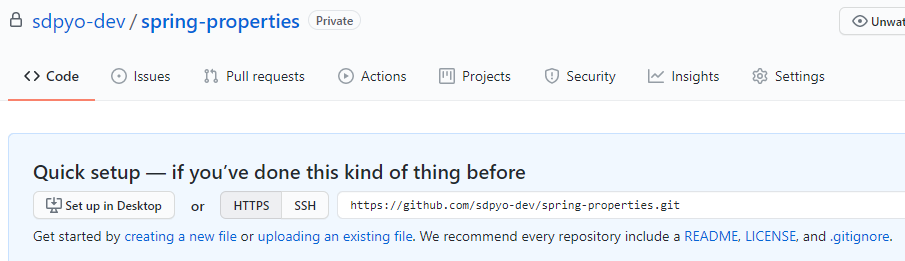 sdpyo-dev / spring-properties Private
Code Issues Pull requests Actions Projects Security Insights Settings
Quick setup — if you’ve done this kind of thing before
Set up in Desktop or HTTPS SSH https://github.com/sdpyo-dev/spring-properties.git
Get started by creating a new file or uploading an existing file. We recommend every repository include a README, LICENSE, and .gitignore.